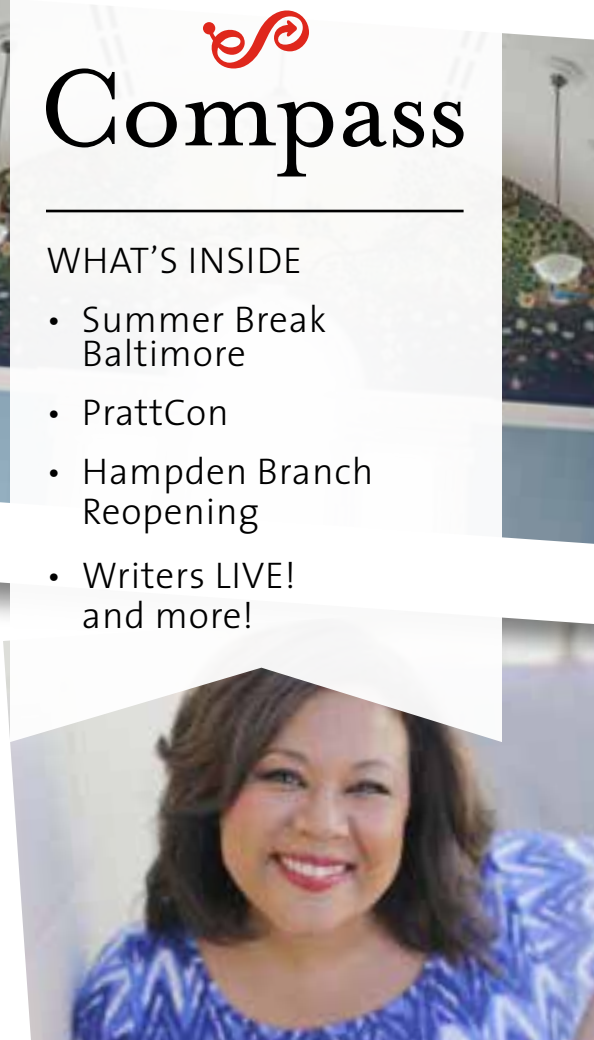 Compass
WHAT’S INSIDE
• Summer Break
Baltimore
• PrattCon
• Hampden Branch
Reopening
• Writers LIVE!
and more!